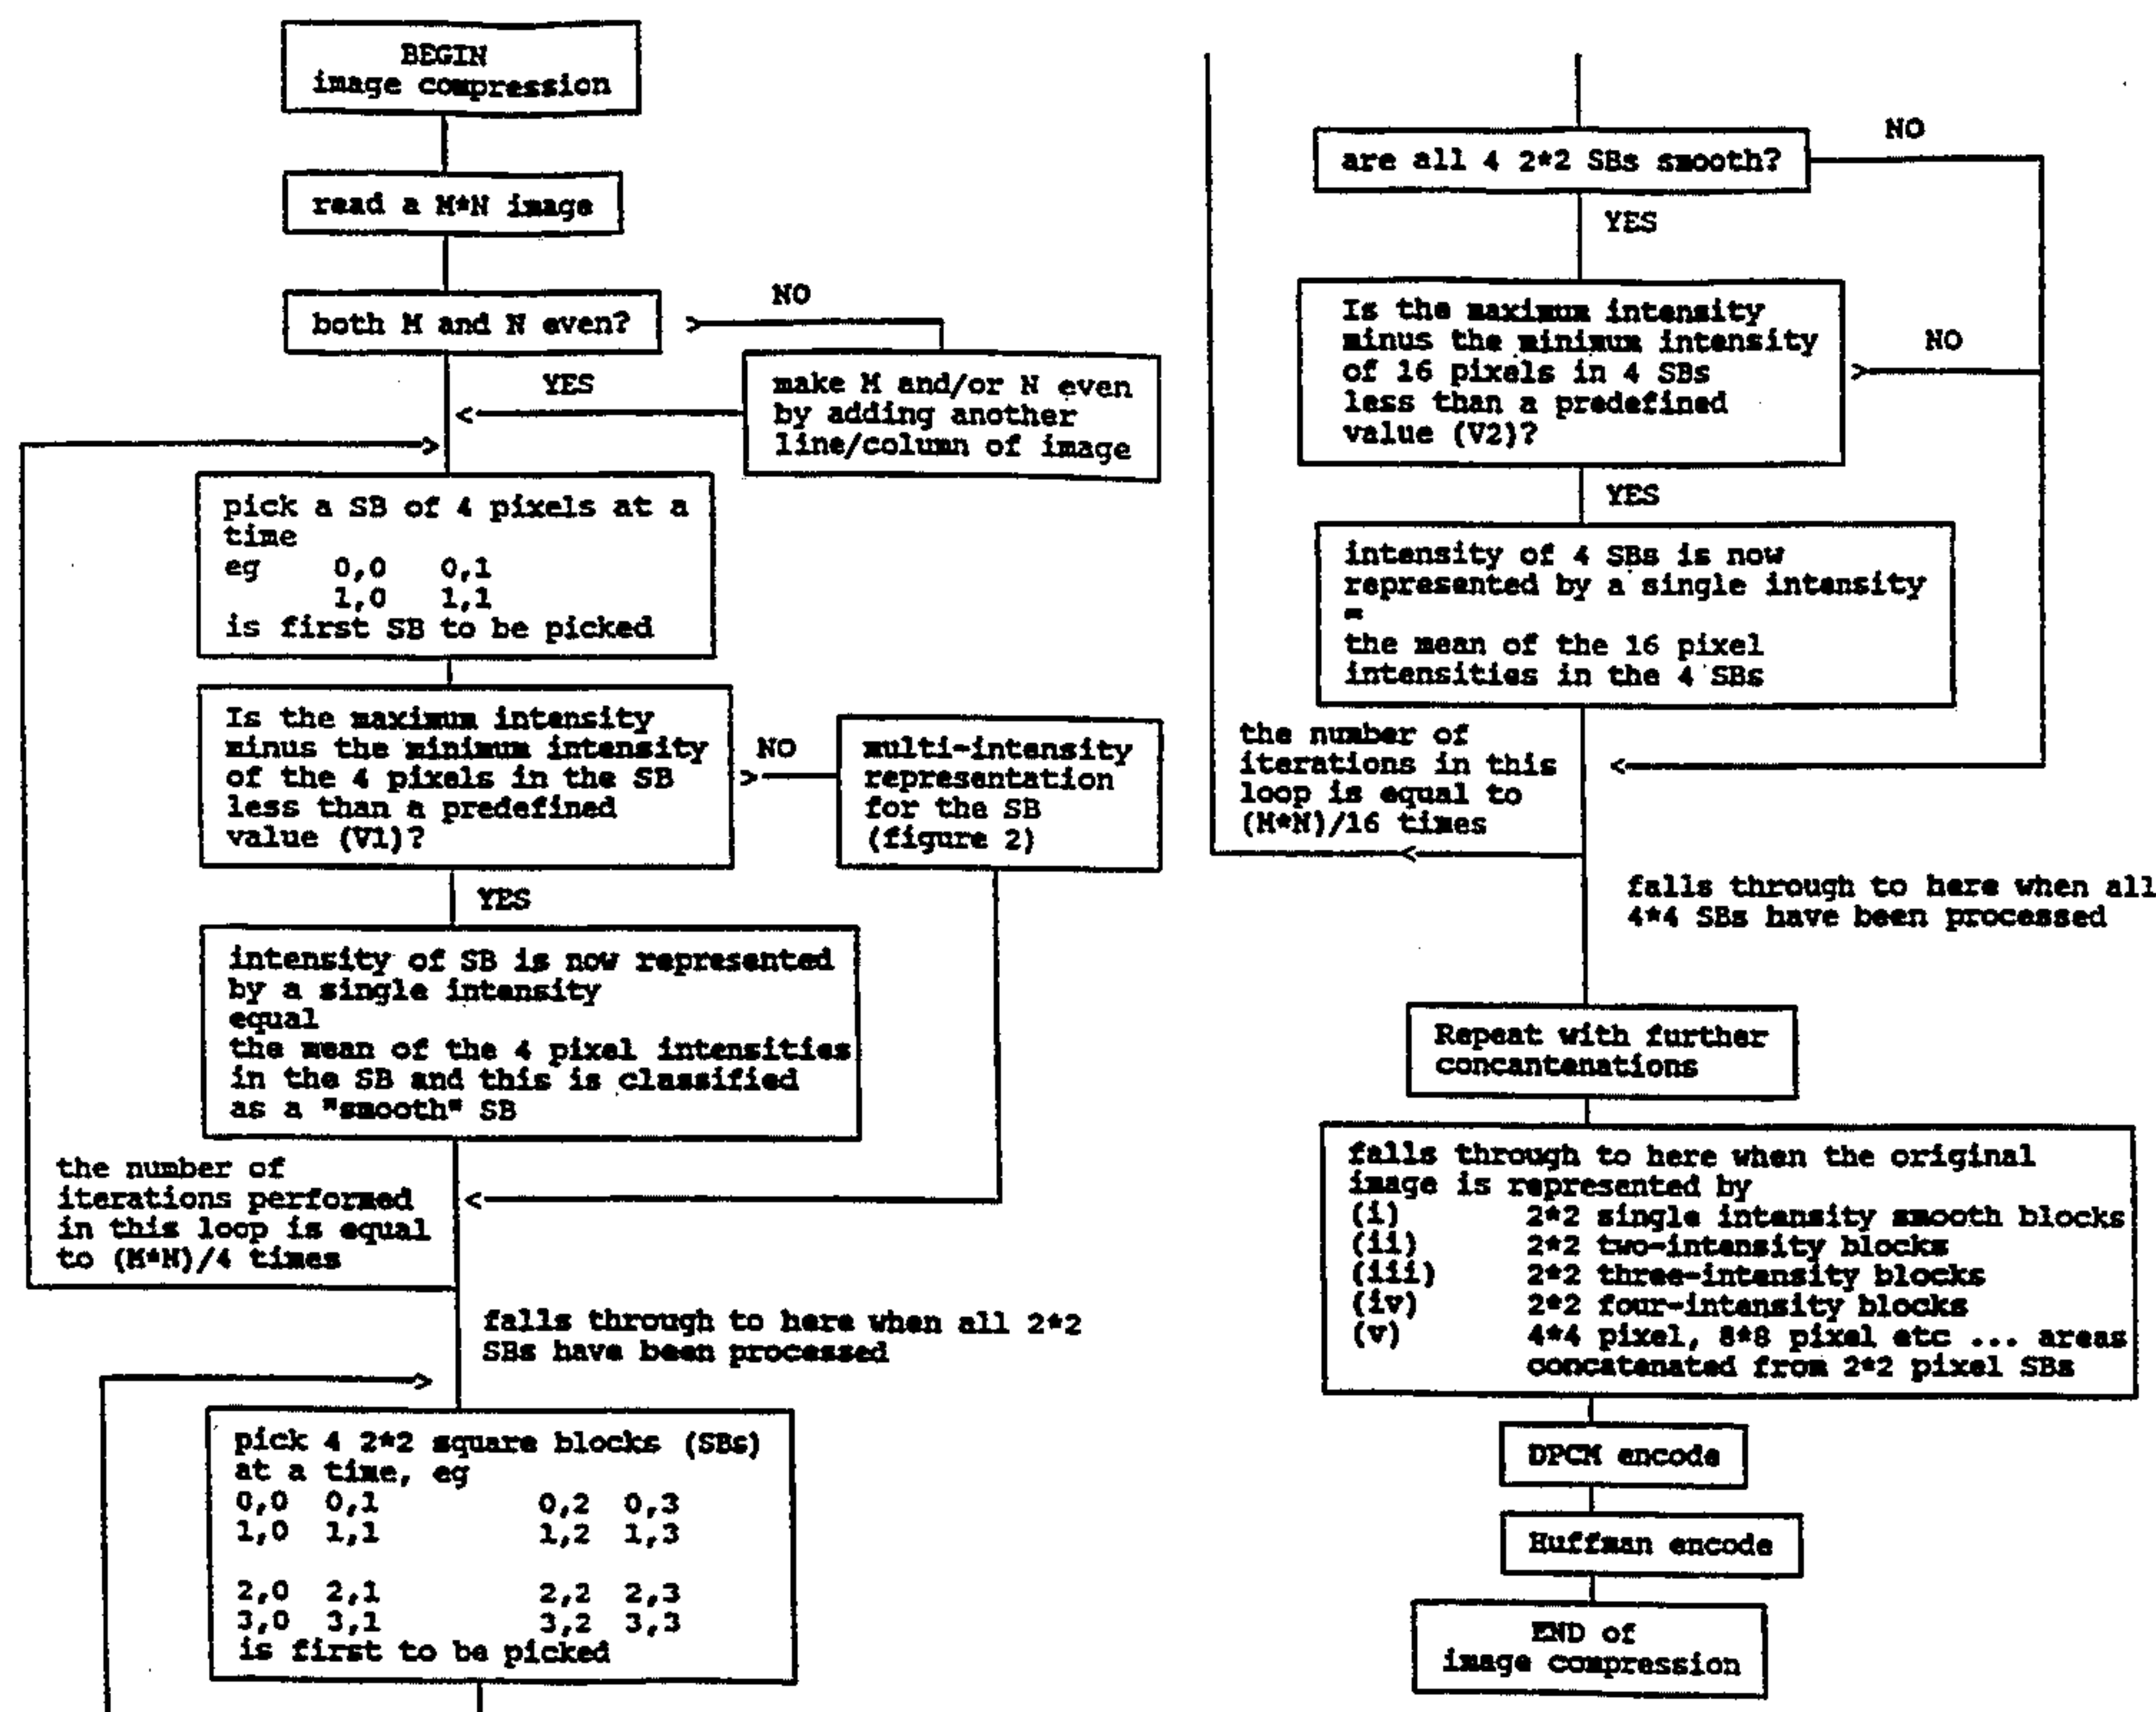 BEGIN
image compression
read a M*N image
both M and N even?
NO
YES
make M and/or N even
by adding another
line/column of image
pick a SB of 4 pixels at a
time
eg 0,0 0,1
1,0 1,1
is first SB to be picked
Is the maximum intensity
minus the minimum intensity
of the 4 pixels in the SB
less than a predefined
value (V1)?
NO
multi-intensity
representation
for the SB
(figure 2)
YES
intensity of SB is now represented
by a single intensity
equal
the mean of the 4 pixel intensities
in the SB and this is classified
as a "smooth" SB
the number of
iterations performed
in this loop is equal
to (M*N)/4 times
falls through to here when all 2*2
SBs have been processed
pick 4 2*2 square blocks (SBs)
at a time, eg
0,0 0,1 0,2 0,3
1,0 1,1 1,2 1,3
2,0 2,1 2,2 2,3
3,0 3,1 3,2 3,3
is first to be picked
are all 4 2*2 SBs smooth?
NO
YES
Is the maximum intensity
minus the minimum intensity
of 16 pixels in 4 SBs
less than a predefined
value (V2)?
NO
YES
intensity of 4 SBs is now
represented by a single intensity
=
the mean of the 16 pixel
intensities in the 4 SBs
the number of
iterations in this
loop is equal to
(M*N)/16 times
falls through to here when all
4*4 SBs have been processed
Repeat with further
concantenations
falls through to here when the original
image is represented by
(i) 2*2 single intensity smooth blocks
(ii) 2*2 two-intensity blocks
(iii) 2*2 three-intensity blocks
(iv) 2*2 four-intensity blocks
(v) 4*4 pixel, 8*8 pixel etc ... areas
concatenated from 2*2 pixel SBs
DPCM encode
Huffman encode
END of
image compression